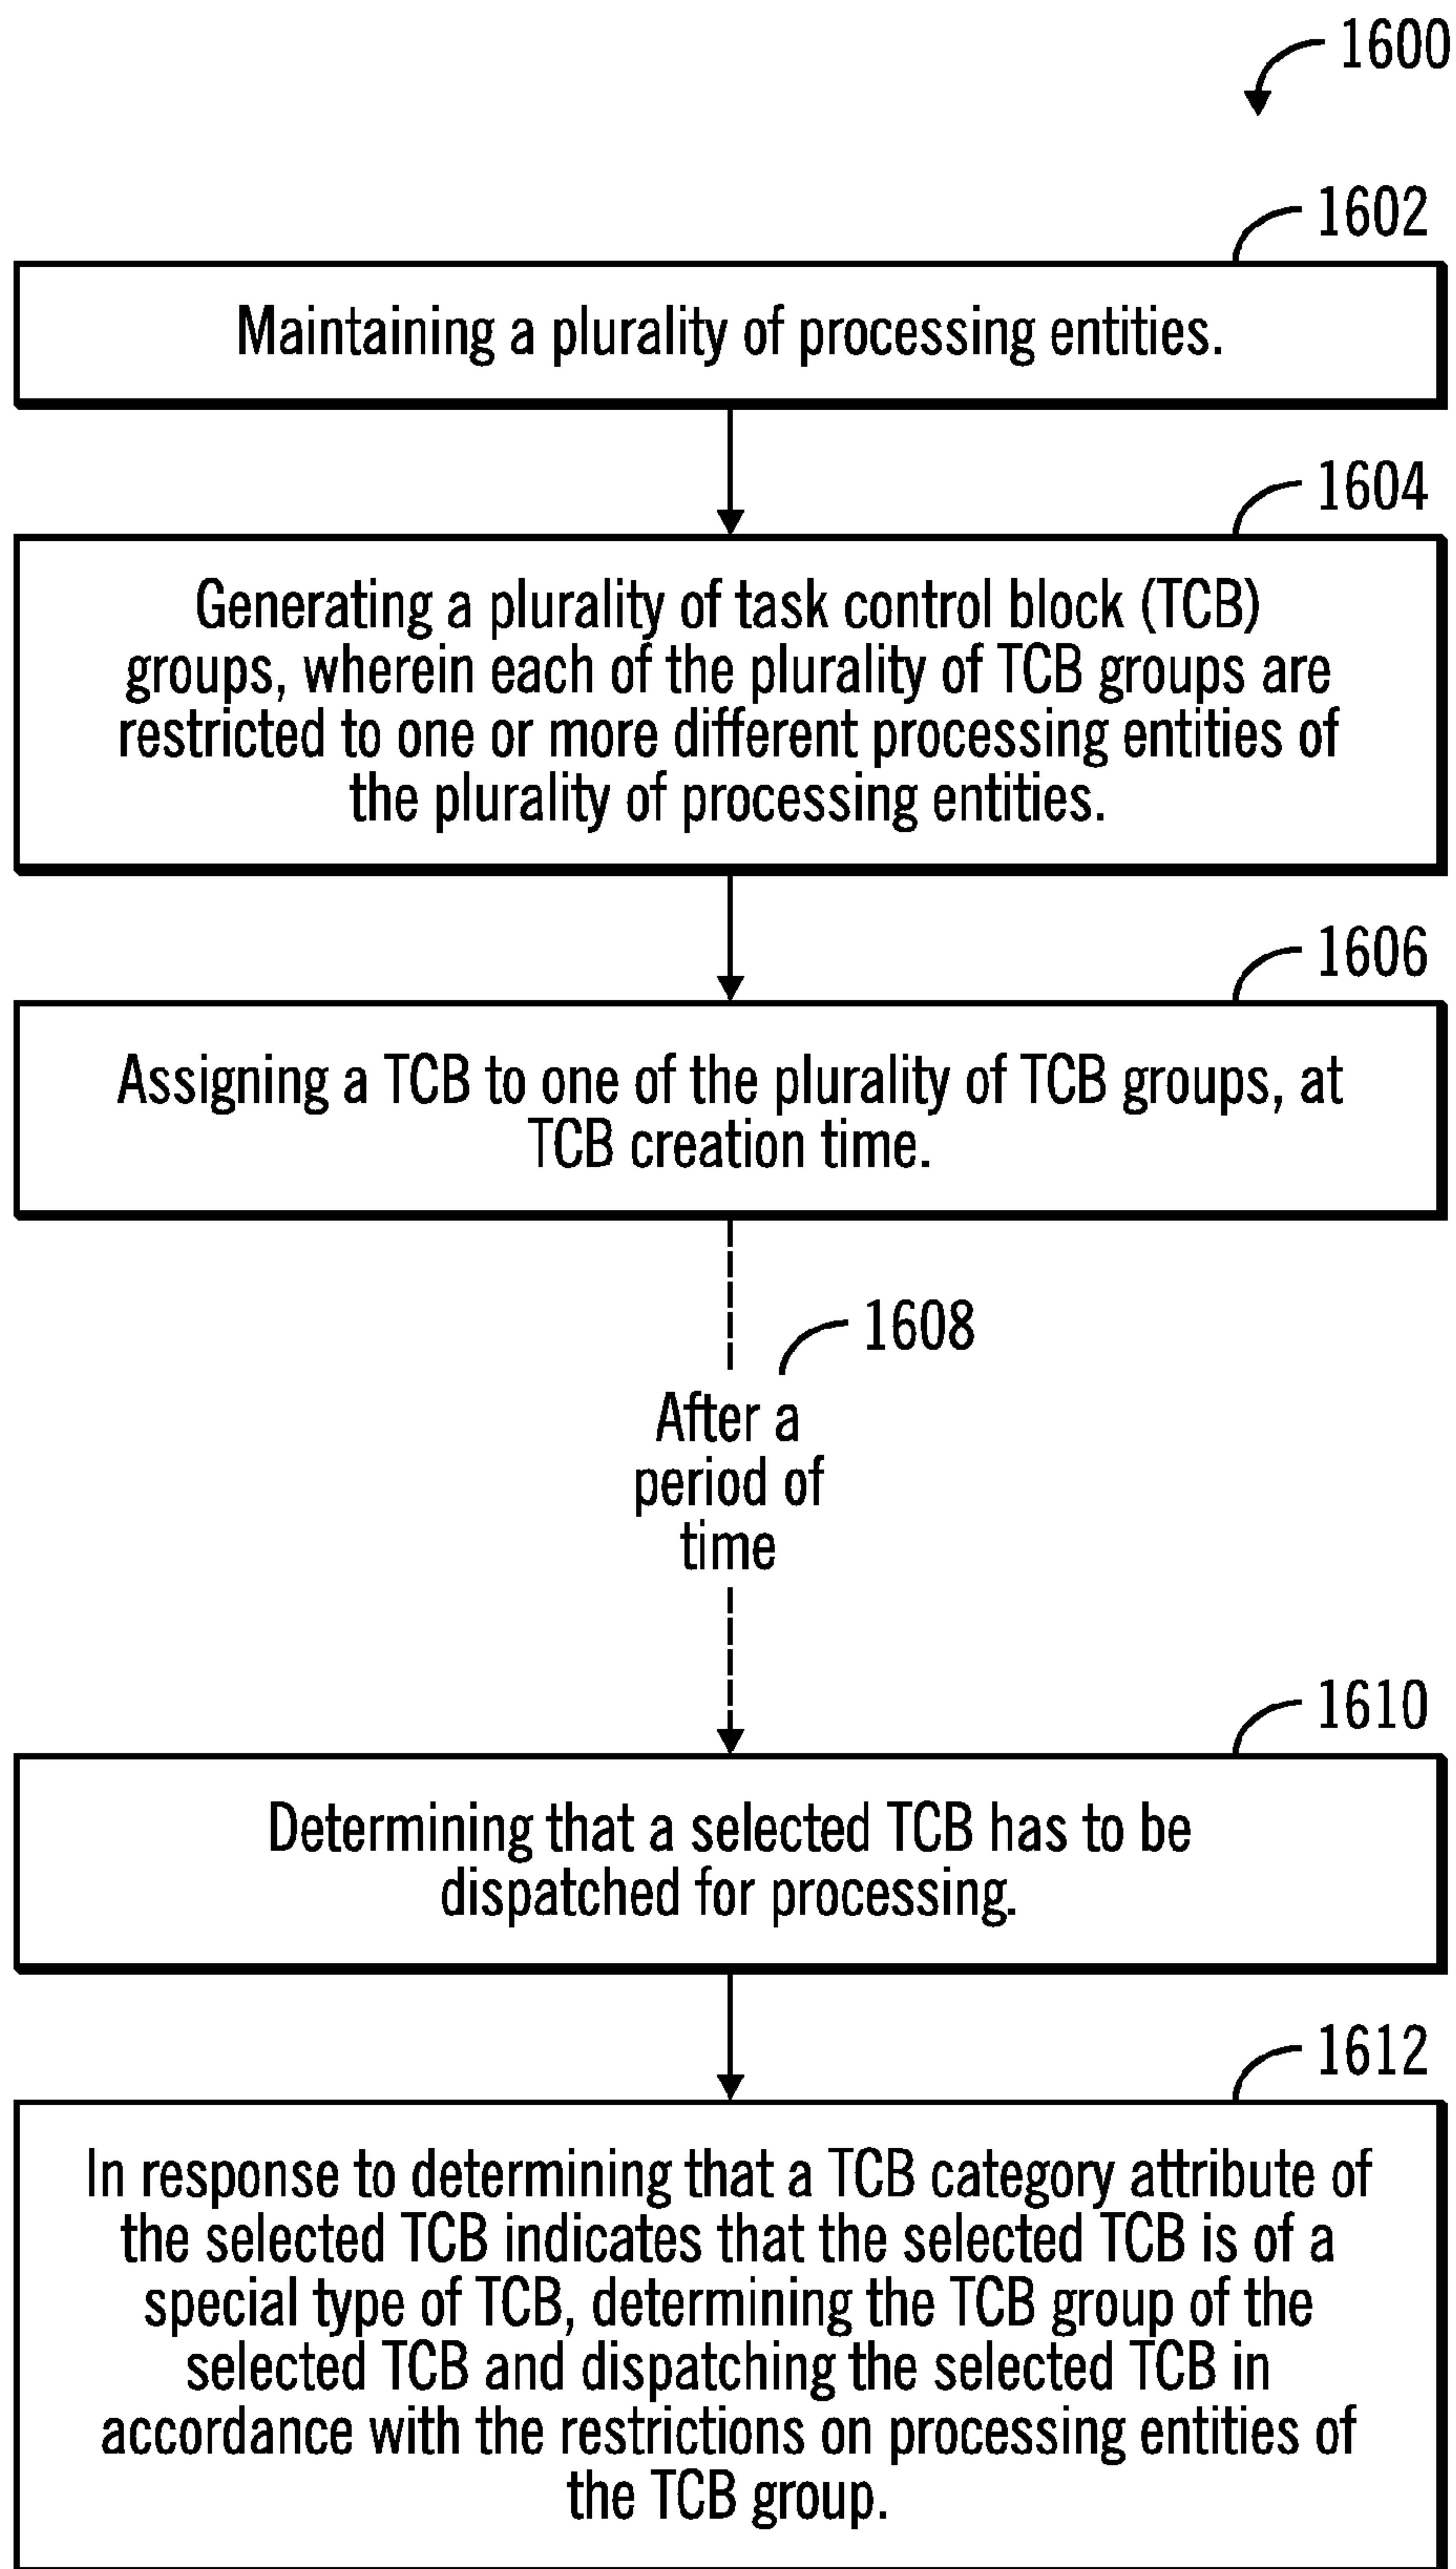 1600
1602
Maintaining a plurality of processing entities.
1604
Generating a plurality of task control block (TCB)
groups, wherein each of the plurality of TCB groups are
restricted to one or more different processing entities of
the plurality of processing entities.
1606
Assigning a TCB to one of the plurality of TCB groups, at
TCB creation time.
1608
After a
period of
time
1610
Determining that a selected TCB has to be
dispatched for processing.
1612
In response to determining that a TCB category attribute of
the selected TCB indicates that the selected TCB is of a
special type of TCB, determining the TCB group of the
selected TCB and dispatching the selected TCB in
accordance with the restrictions on processing entities of
the TCB group.